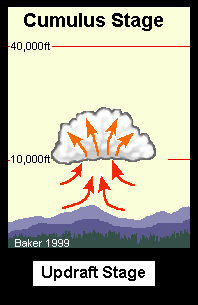 Cumulus Stage
40,000ft
10,000ft
Baker 1999
Updraft Stage